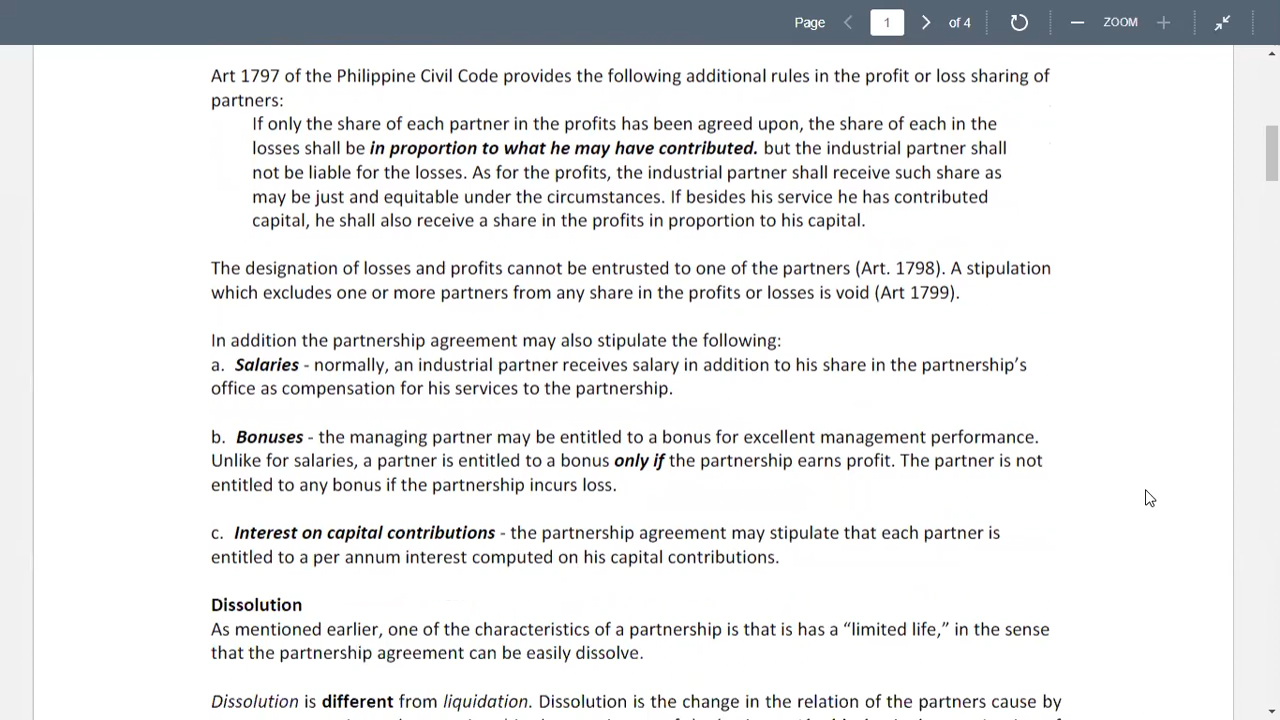 Page 1 of 4 ZOOM
Art 1797 of the Philippine Civil Code provides the following additional rules in the profit or loss sharing of
partners:
If only the share of each partner in the profits has been agreed upon, the share of each in the
losses shall be in proportion to what he may have contributed. but the industrial partner shall
not be liable for the losses. As for the profits, the industrial partner shall receive such share as
may be just and equitable under the circumstances. If besides his service he has contributed
capital, he shall also receive a share in the profits in proportion to his capital.
The designation of losses and profits cannot be entrusted to one of the partners (Art. 1798). A stipulation
which excludes one or more partners from any share in the profits or losses is void (Art 1799).
In addition the partnership agreement may also stipulate the following:
a. Salaries - normally, an industrial partner receives salary in addition to his share in the partnership's
office as compensation for his services to the partnership.
b. Bonuses - the managing partner may be entitled to a bonus for excellent management performance.
Unlike for salaries, a partner is entitled to a bonus only if the partnership earns profit. The partner is not
entitled to any bonus if the partnership incurs loss.
c. Interest on capital contributions - the partnership agreement may stipulate that each partner is
entitled to a per annum interest computed on his capital contributions.
Dissolution
As mentioned earlier, one of the characteristics of a partnership is that is has a “limited life,” in the sense
that the partnership agreement can be easily dissolve.
Dissolution is different from liquidation. Dissolution is the change in the relation of the partners cause by